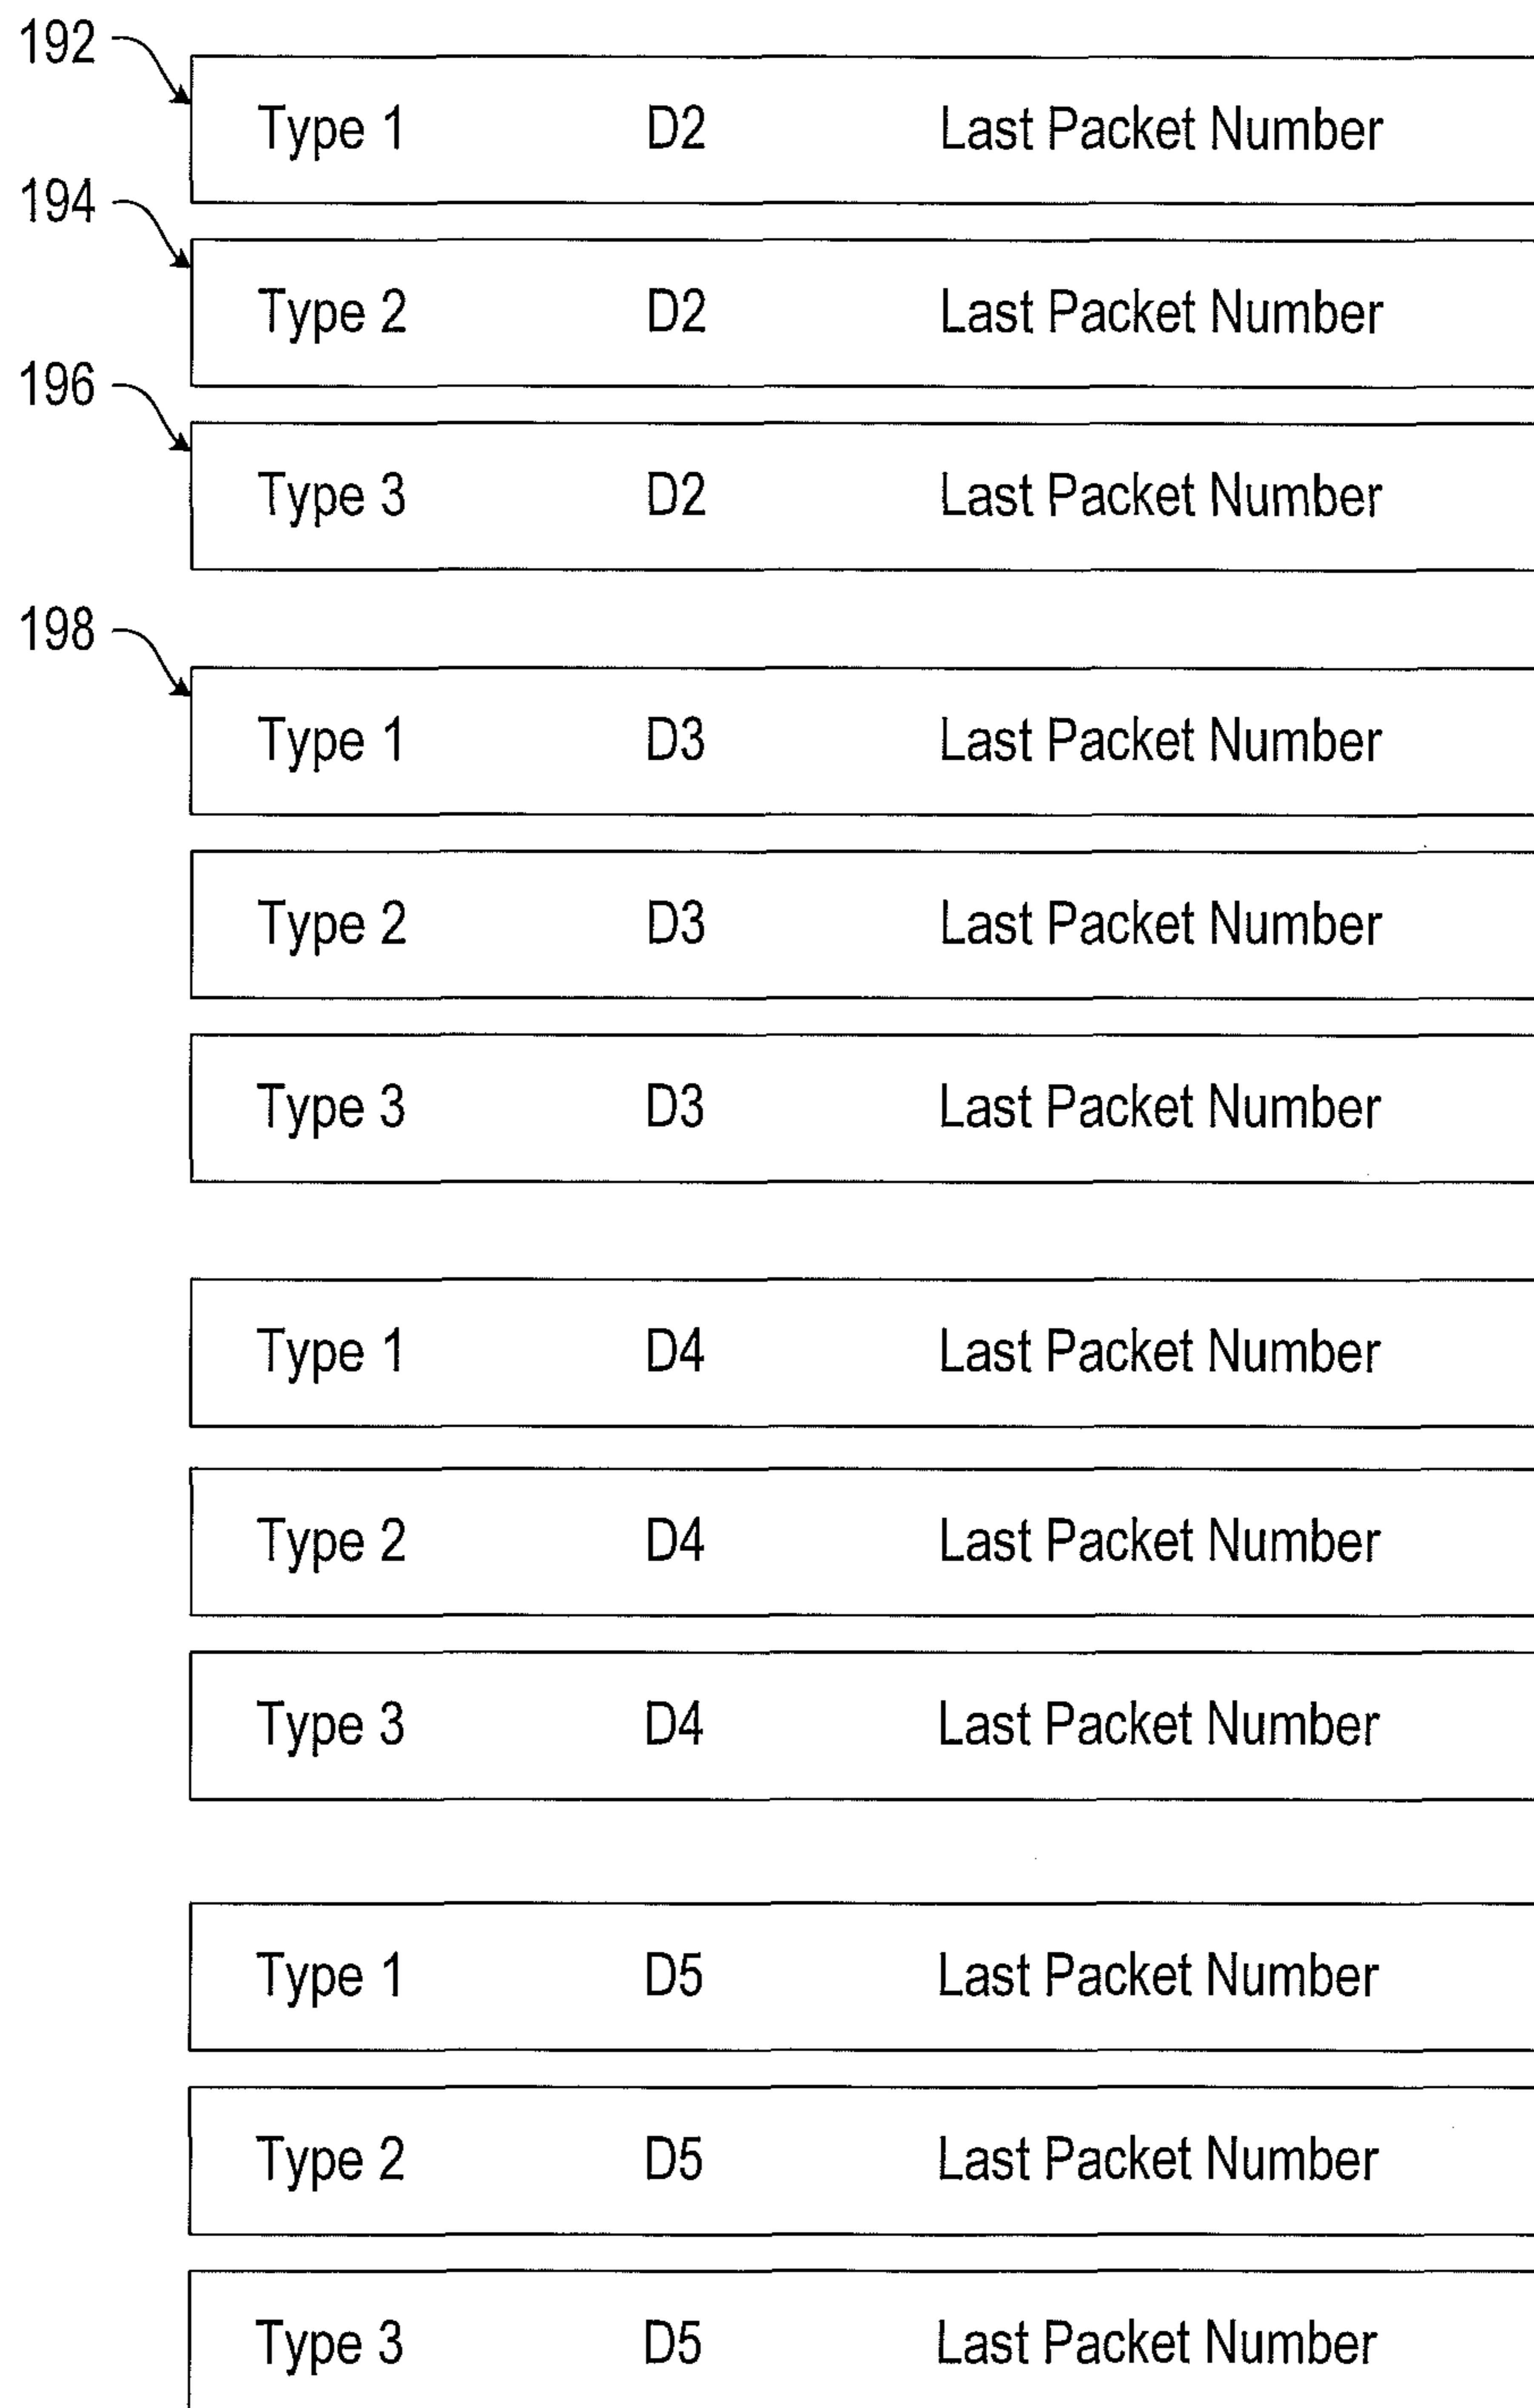 192
Type 1 D2 Last Packet Number
194
Type 2 D2 Last Packet Number
196
Type 3 D2 Last Packet Number
198
Type 1 D3 Last Packet Number
Type 2 D3 Last Packet Number
Type 3 D3 Last Packet Number
Type 1 D4 Last Packet Number
Type 2 D4 Last Packet Number
Type 3 D4 Last Packet Number
Type 1 D5 Last Packet Number
Type 2 D5 Last Packet Number
Type 3 D5 Last Packet Number